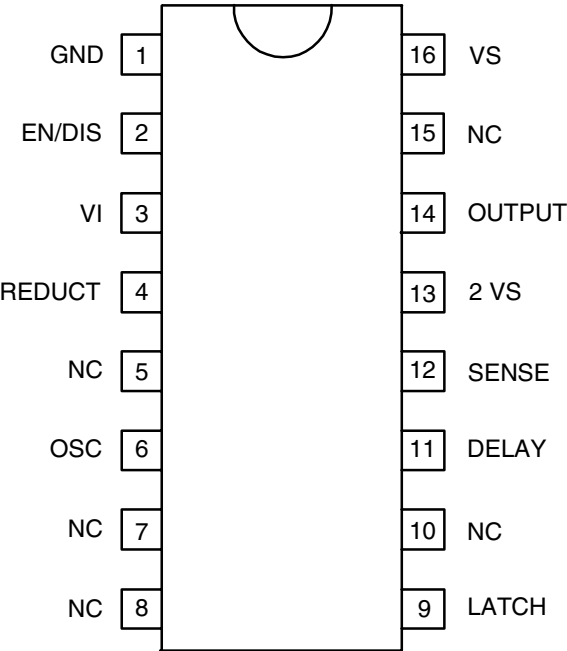 GND 1 16 VS
EN/DIS 2 15 NC
VI 3 14 OUTPUT
REDUCT 4 13 2 VS
NC 5 12 SENSE
OSC 6 11 DELAY
NC 7 10 NC
NC 8 9 LATCH